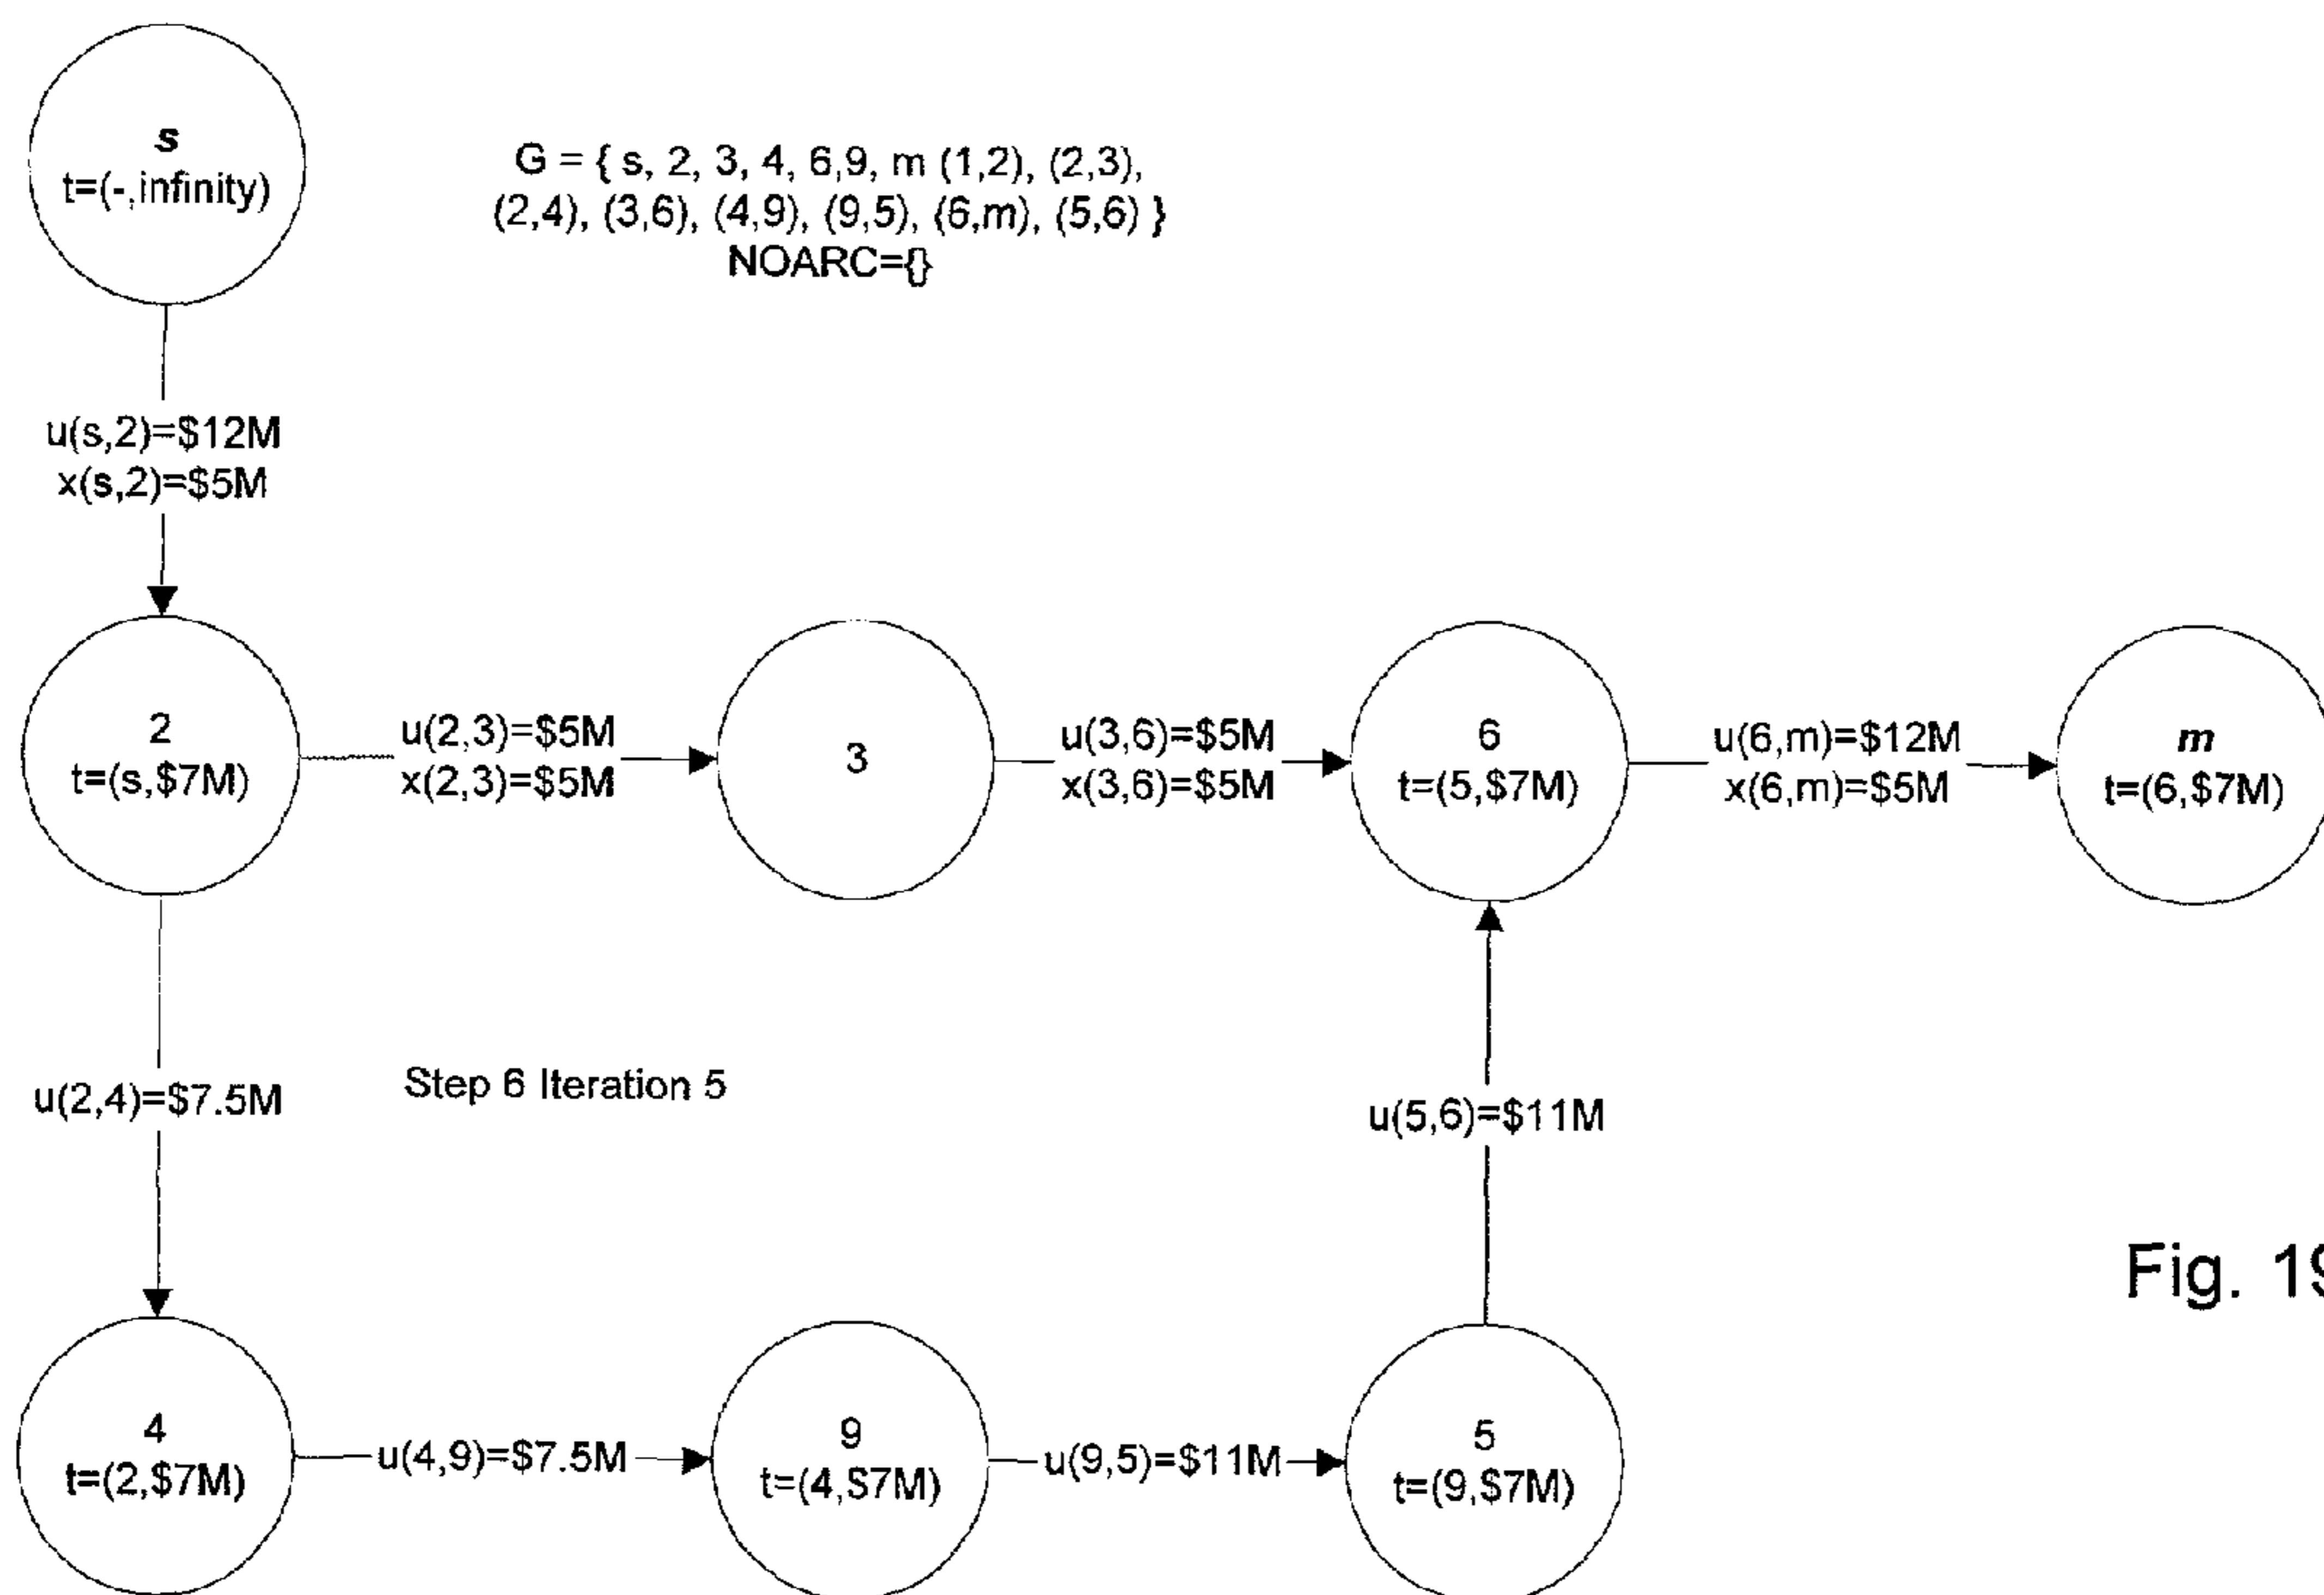 s
t=(-,infinity)
G = { s, 2, 3, 4, 6,9, m (1,2), (2,3),
(2,4), (3,6), (4,9), (9,5), (6,m), (5,6) }
NOARC={}
u(s,2)=$12M
x(s,2)=$5M
2
t=(s,$7M)
u(2,3)=$5M
x(2,3)=$5M
3
u(3,6)=$5M
x(3,6)=$5M
6
t=(5,$7M)
u(6,m)=$12M
x(6,m)=$5M
m
t=(6,$7M)
u(2,4)=$7.5M
Step 6 Iteration 5
u(5,6)=$11M
Fig. 19
4
t=(2,$7M)
u(4,9)=$7.5M
9
t=(4,$7M)
u(9,5)=$11M
5
t=(9,$7M)